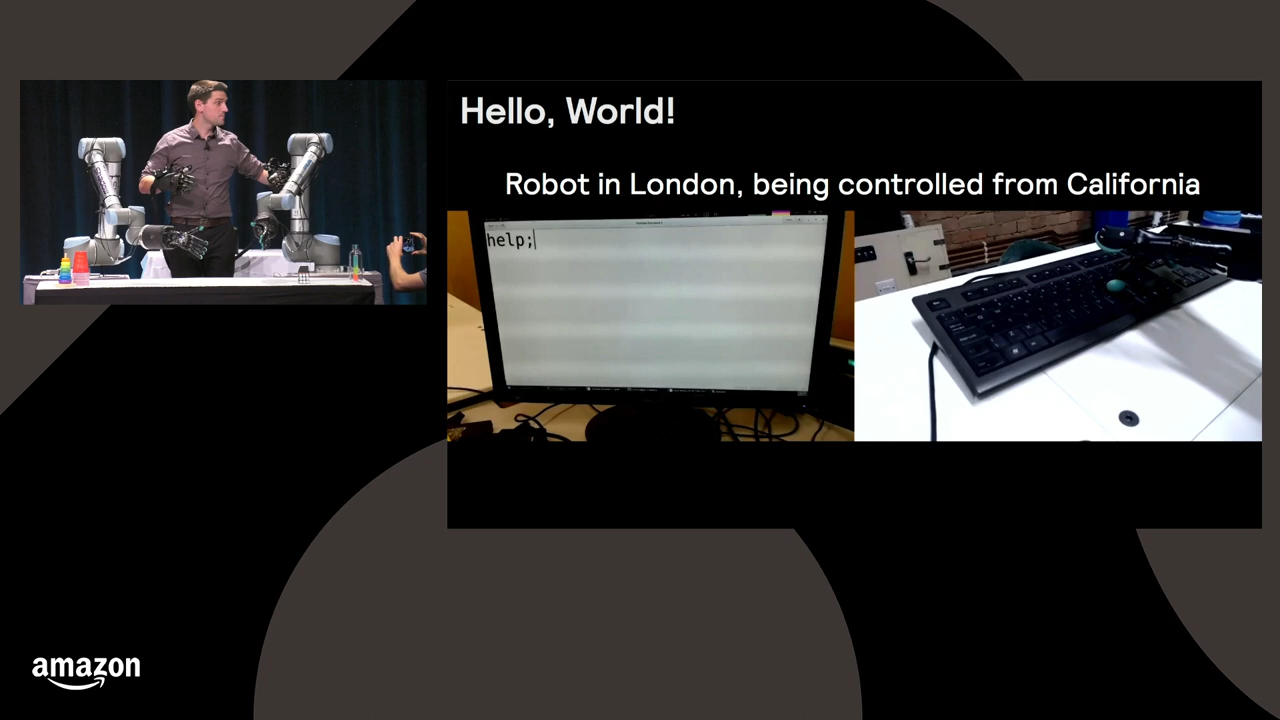 Hello, World!
Robot in London, being controlled from California
help;
amazon